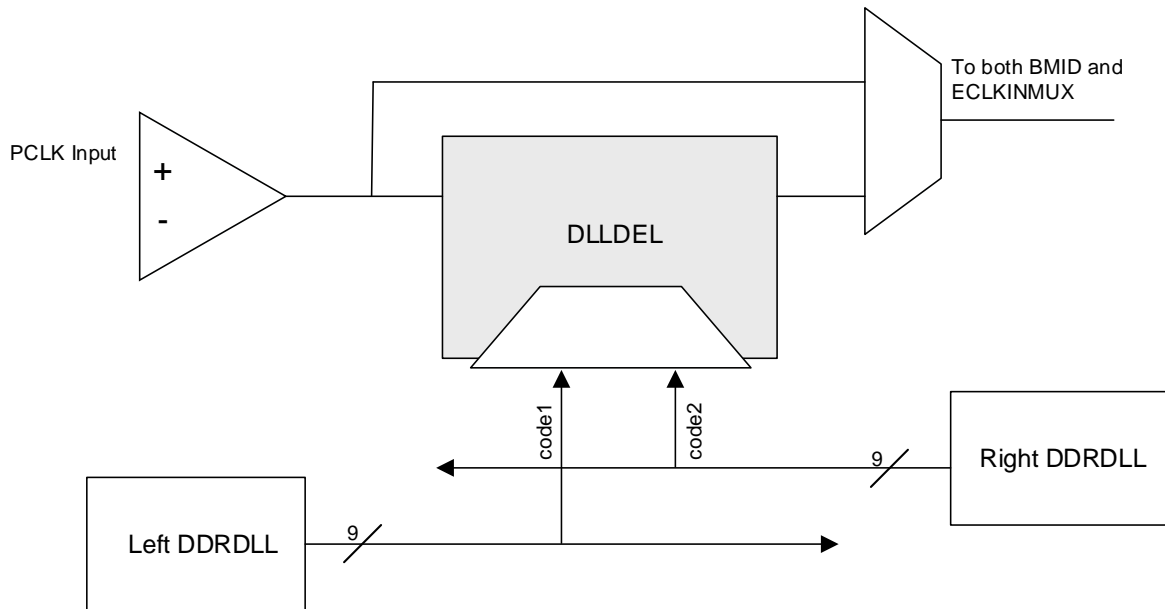 To both BMID and
ECLKINMUX
PCLK Input
+
-
DLLDEL
code1
code2
9
Right DDRDLL
9
Left DDRDLL